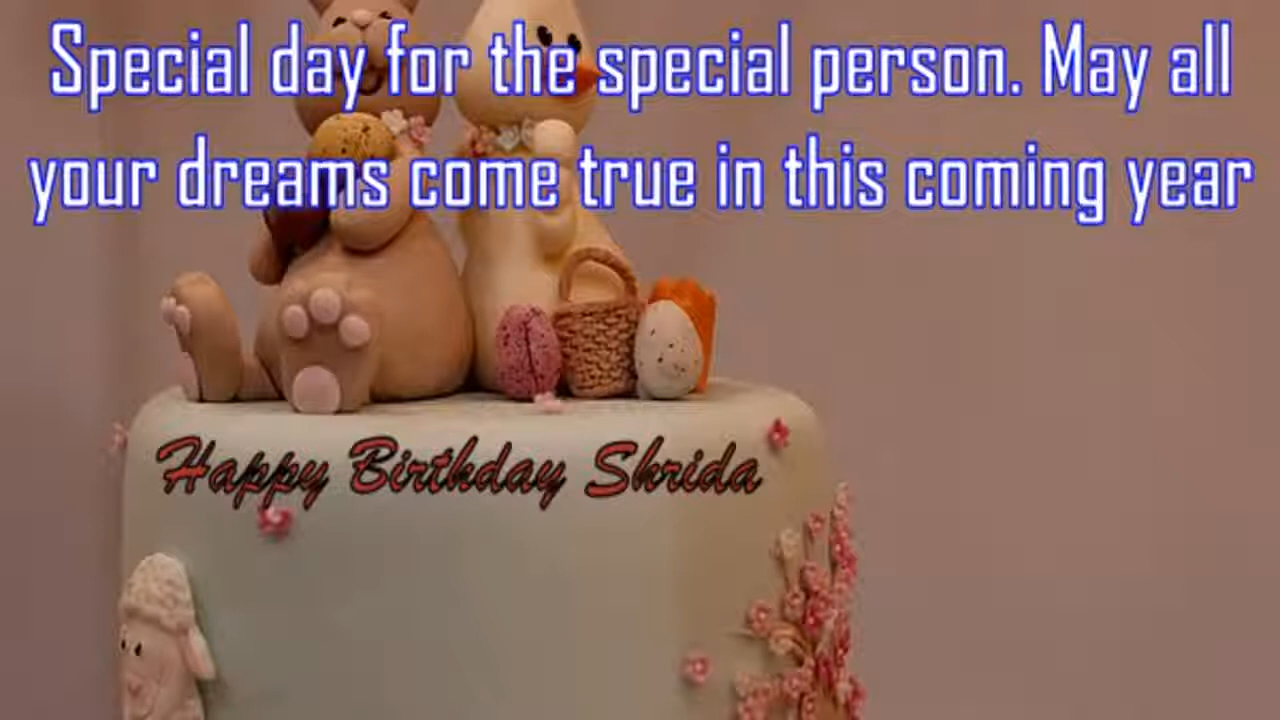 Special day for the special person. May all
your dreams come true in this coming year
Happy Birthday Shrida